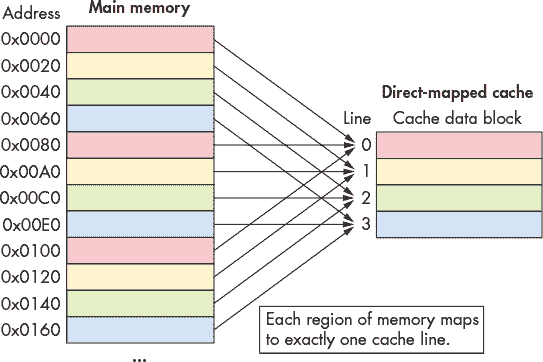 Main memory
Address
0x0000
0x0020
0x0040
0x0060
0x0080
0x00A0
0x00C0
0x00E0
0x0100
0x0120
0x0140
0x0160
...
Direct-mapped cache
Line Cache data block
0
1
2
3
Each region of memory maps
to exactly one cache line.